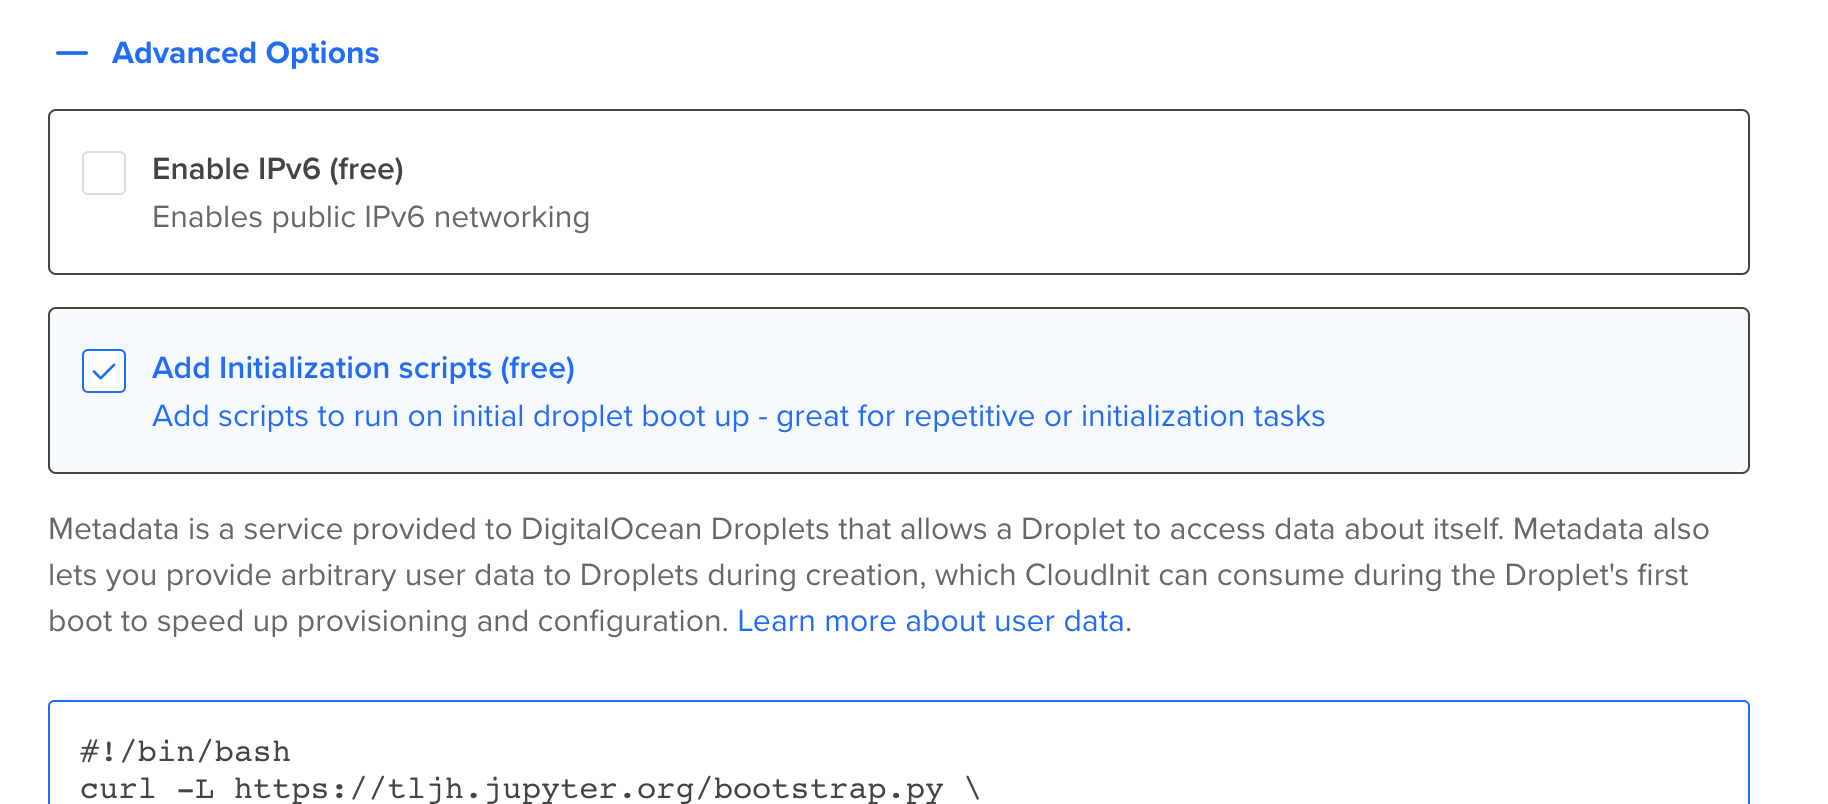 Advanced Options
Enable IPv6 (free)
Enables public IPv6 networking
Add Initialization scripts (free)
Add scripts to run on initial droplet boot up - great for repetitive or initialization tasks
Metadata is a service provided to DigitalOcean Droplets that allows a Droplet to access data about itself. Metadata also
lets you provide arbitrary user data to Droplets during creation, which CloudInit can consume during the Droplet's first
boot to speed up provisioning and configuration. Learn more about user data.
#!/bin/bash
curl -L https://tljh.jupyter.org/bootstrap.py \